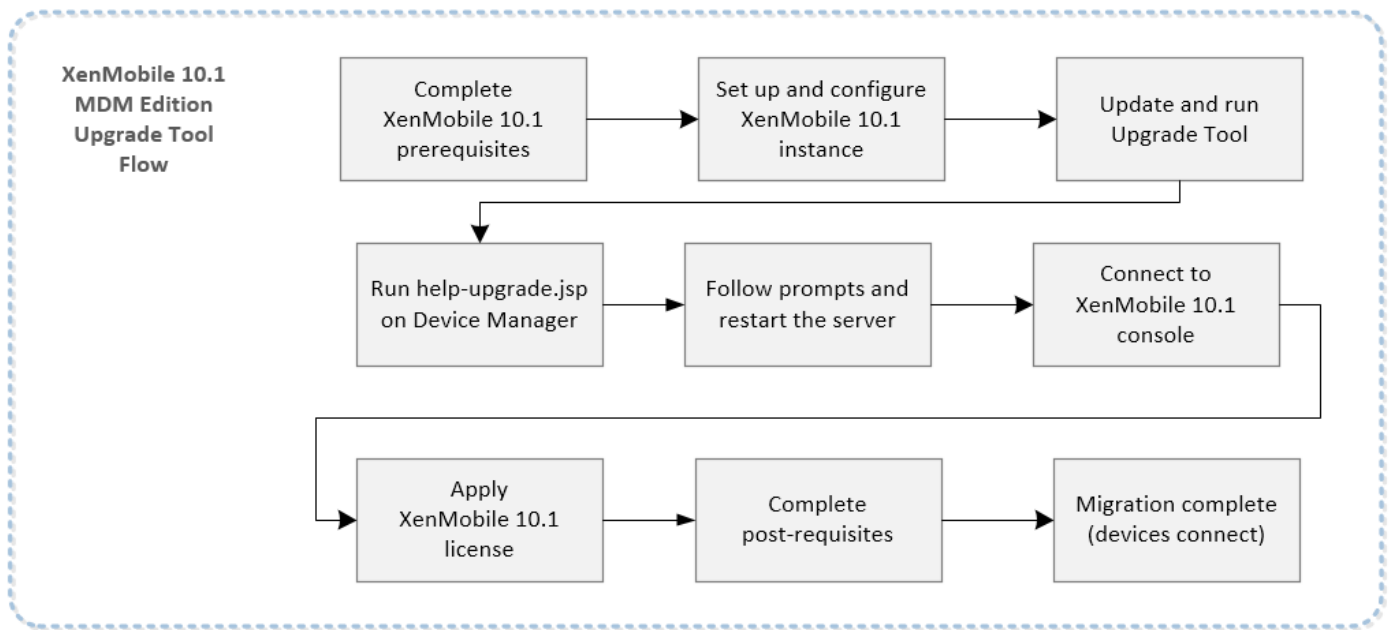 XenMobile 10.1
MDM Edition
Upgrade Tool
Flow
Complete
XenMobile 10.1
prerequisites
Set up and configure
XenMobile 10.1
instance
Update and run
Upgrade Tool
Run help-upgrade.jsp
on Device Manager
Follow prompts and
restart the server
Connect to
XenMobile 10.1
console
Apply
XenMobile 10.1
license
Complete
post-requisites
Migration complete
(devices connect)